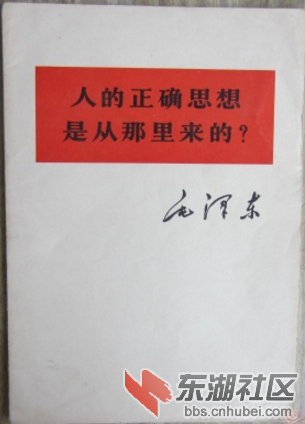 人的正确思想
是从那里来的?
毛泽东
东湖社区
bbs.cnhubei.com